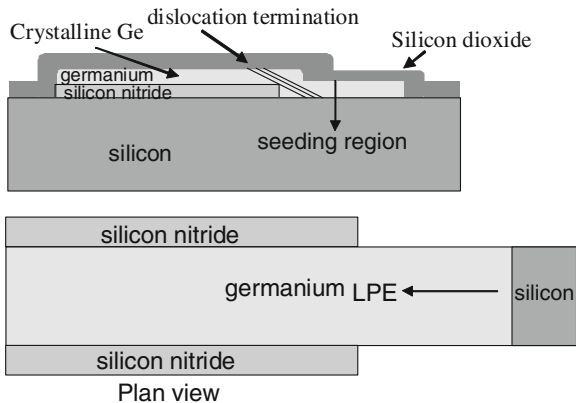 dislocation termination
Crystalline Ge
Silicon dioxide
germanium
silicon nitride
silicon
seeding region
silicon nitride
germanium LPE
silicon
silicon nitride
Plan view